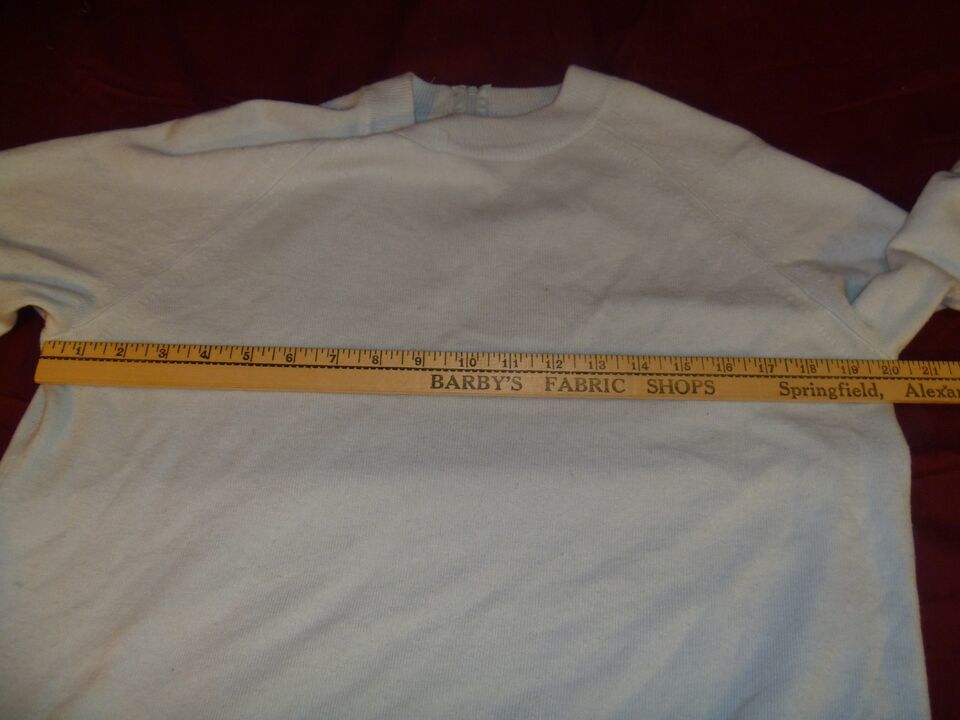 1 2 3 4 5 6 7 8 9 10 11 12 13 14 15 16 17 18 19 20 21
BARBY'S FABRIC SHOPS Springfield, Alexan